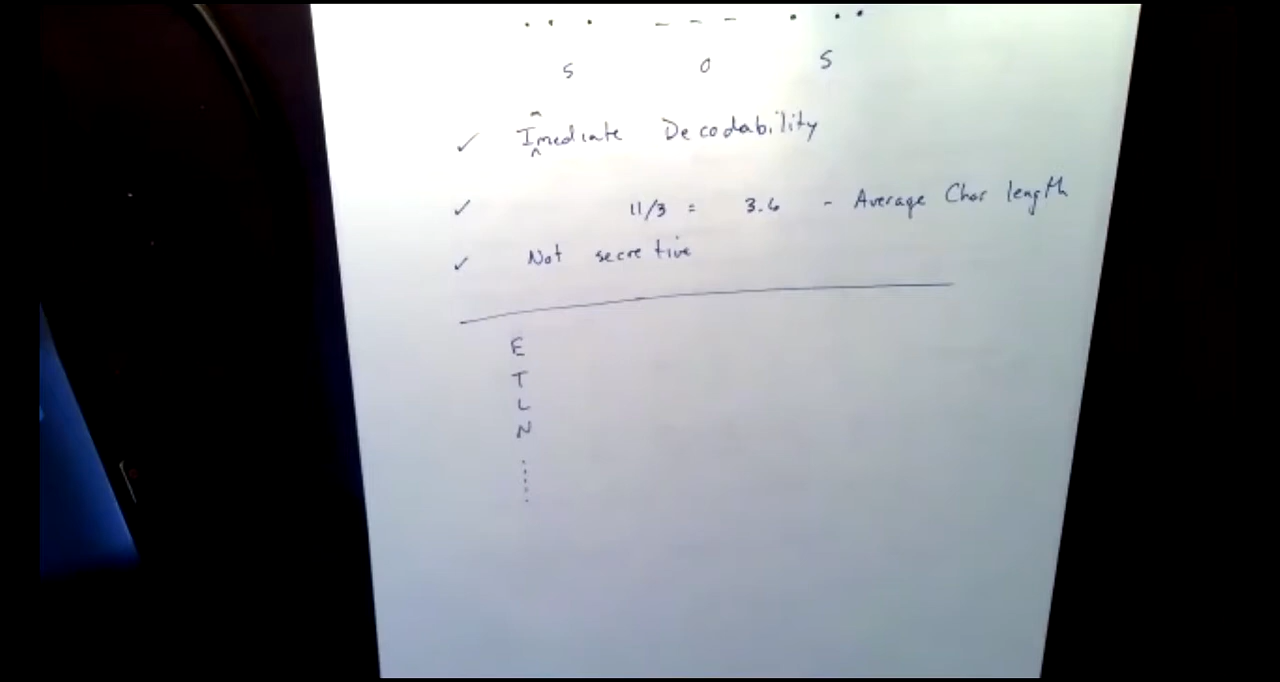 ... --- ...
S O S
✓ Imediate Decodability
✓ 11/3 = 3.6 - Average Char length
✓ Not secretive
E
T
L
N
.....